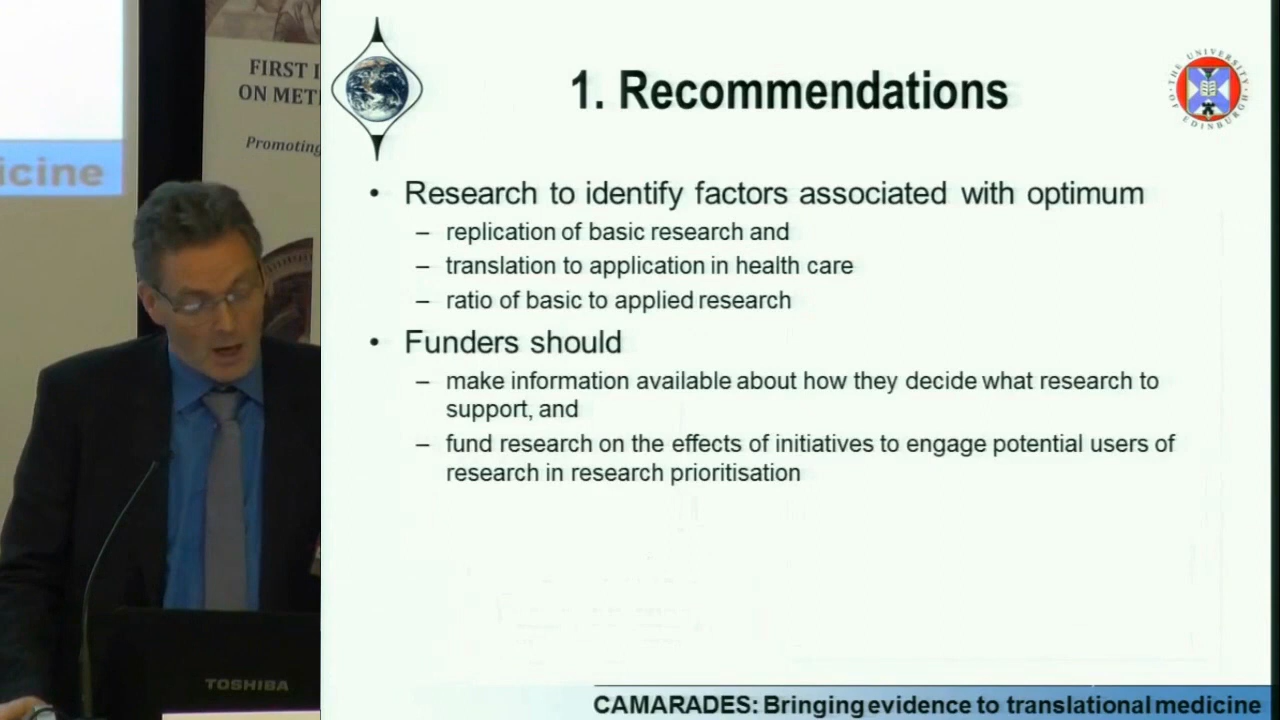 icine
FIRST I
ON MET
Promoting
TOSHIBA
1. Recommendations
THE UNIVERSITY OF EDINBURGH
• Research to identify factors associated with optimum
– replication of basic research and
– translation to application in health care
– ratio of basic to applied research
• Funders should
– make information available about how they decide what research to
support, and
– fund research on the effects of initiatives to engage potential users of
research in research prioritisation
CAMARADES: Bringing evidence to translational medicine